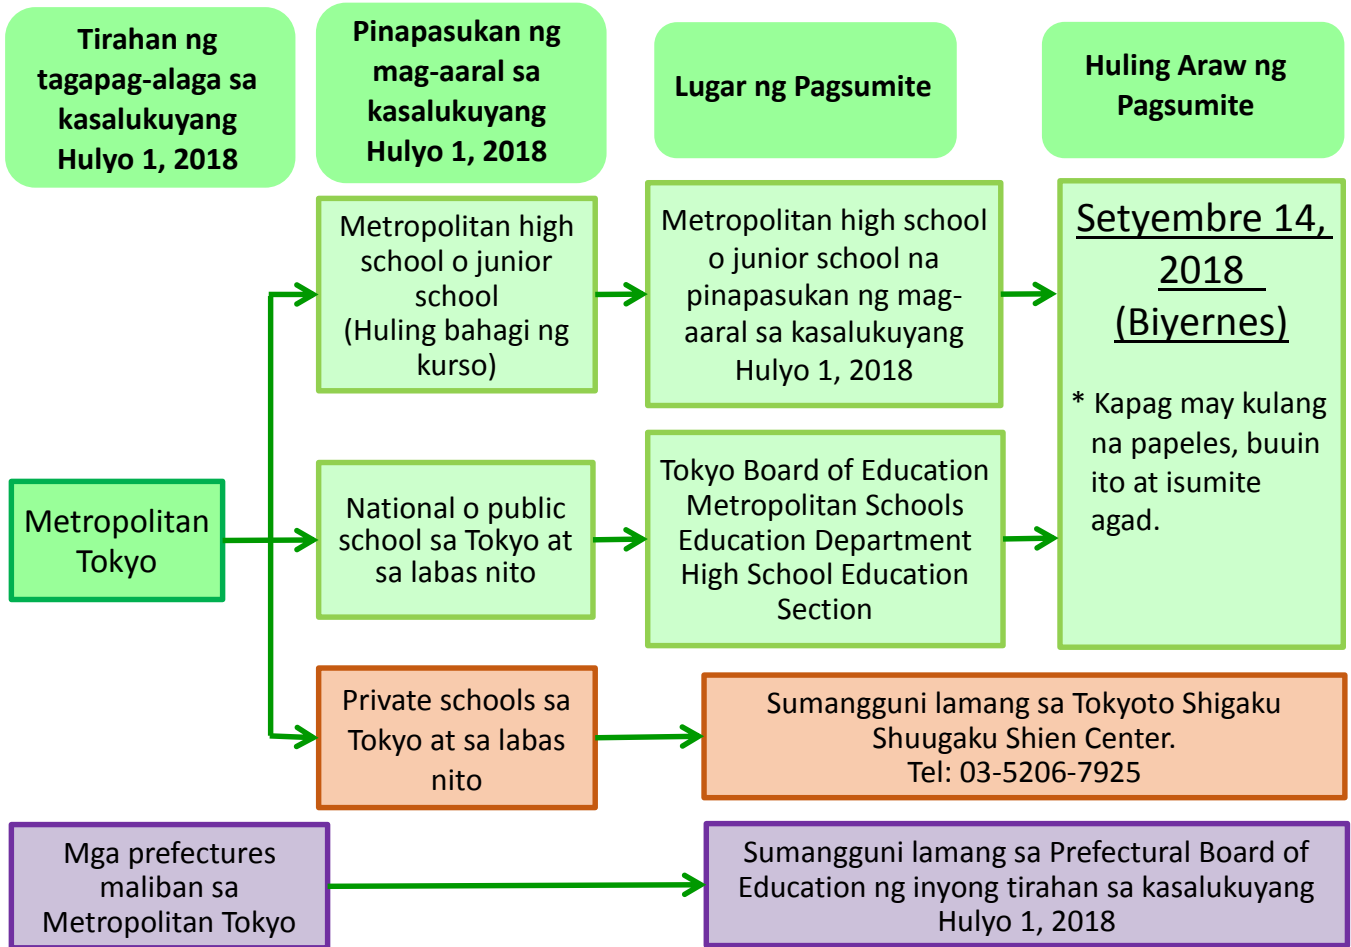 Tirahan ng
tagapag-alaga sa
kasalukuyang
Hulyo 1, 2018
Pinapasukan ng
mag-aaral sa
kasalukuyang
Hulyo 1, 2018
Lugar ng Pagsumite
Huling Araw ng
Pagsumite
Metropolitan
Tokyo
Metropolitan high
school o junior
school
(Huling bahagi ng
kurso)
Metropolitan high school
o junior school na
pinapasukan ng mag-
aaral sa kasalukuyang
Hulyo 1, 2018
Setyembre 14,
2018
(Biyernes)
* Kapag may kulang
na papeles, buuin
ito at isumite
agad.
National o public
school sa Tokyo at
sa labas nito
Tokyo Board of Education
Metropolitan Schools
Education Department
High School Education
Section
Private schools sa
Tokyo at sa labas
nito
Sumangguni lamang sa Tokyoto Shigaku
Shuugaku Shien Center.
Tel: 03-5206-7925
Mga prefectures
maliban sa
Metropolitan Tokyo
Sumangguni lamang sa Prefectural Board of
Education ng inyong tirahan sa kasalukuyang
Hulyo 1, 2018